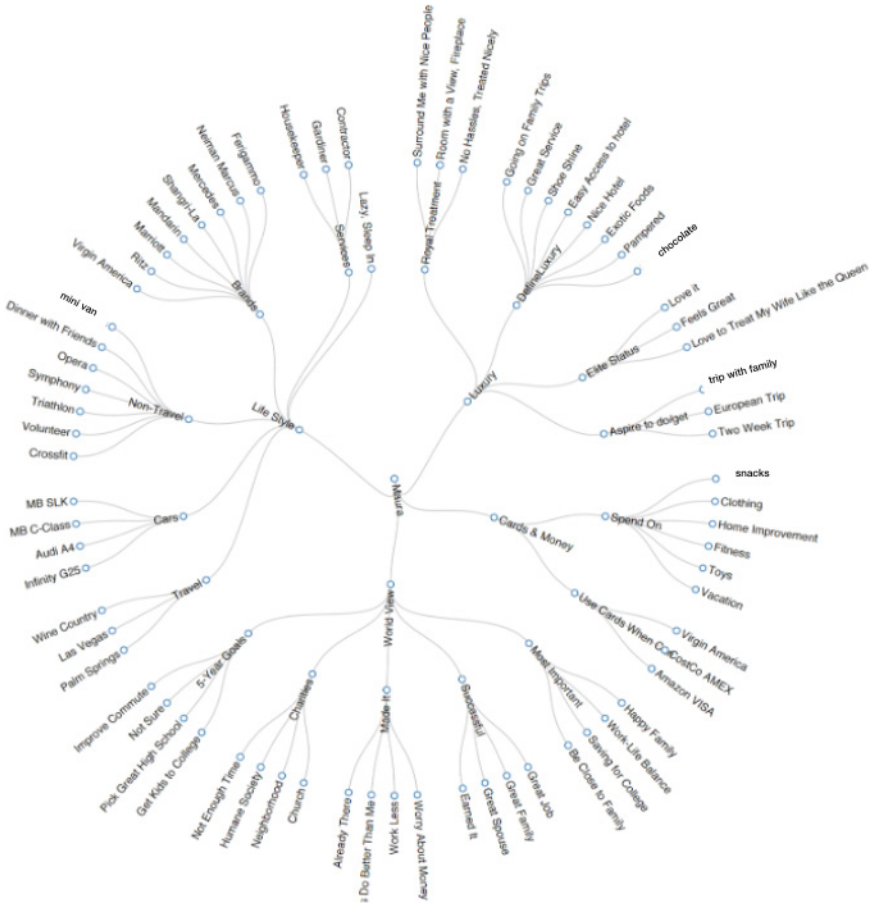 Mitura
Luxury
Royal Treatment
Surround Me with Nice People
Room with a View, Fireplace
No Hassles, Treated Nicely
DefineLuxury
Going on Family Trips
Great Service
Shoe Shine
Easy Access to hotel
Nice Hotel
Exotic Foods
Pampered
chocolate
Elite Status
Love it
Feels Great
Love to Treat My Wife Like the Queen
Aspire to do/get
trip with family
European Trip
Two Week Trip
Cards & Money
Spend On
snacks
Clothing
Home Improvement
Fitness
Toys
Vacation
Use Cards When
Virgin America
CostCo AMEX
Amazon VISA
World View
Most Important
Happy Family
Work-Life Balance
Saving for College
Be Close to Family
Successful
Great Job
Great Family
Great Spouse
Earned It
Made It
Worry About Money
Work Less
Do Better Than Me
Already There
Charities
Church
Neighborhood
Humane Society
Not Enough Time
5-Year Goals
Get Kids to College
Pick Great High School
Not Sure
Improve Commute
Life Style
Travel
Palm Springs
Las Vegas
Wine Country
Cars
Infinity G25
Audi A4
MB C-Class
MB SLK
Non-Travel
Crossfit
Volunteer
Triathlon
Symphony
Opera
Dinner with Friends
mini van
Brands
Virgin America
Ritz
Marriott
Manderin
Shangri-La
Mercedes
Neiman Marcus
Ferigammo
Services
Housekeeper
Gardiner
Contractor
Lazy, Sleep In